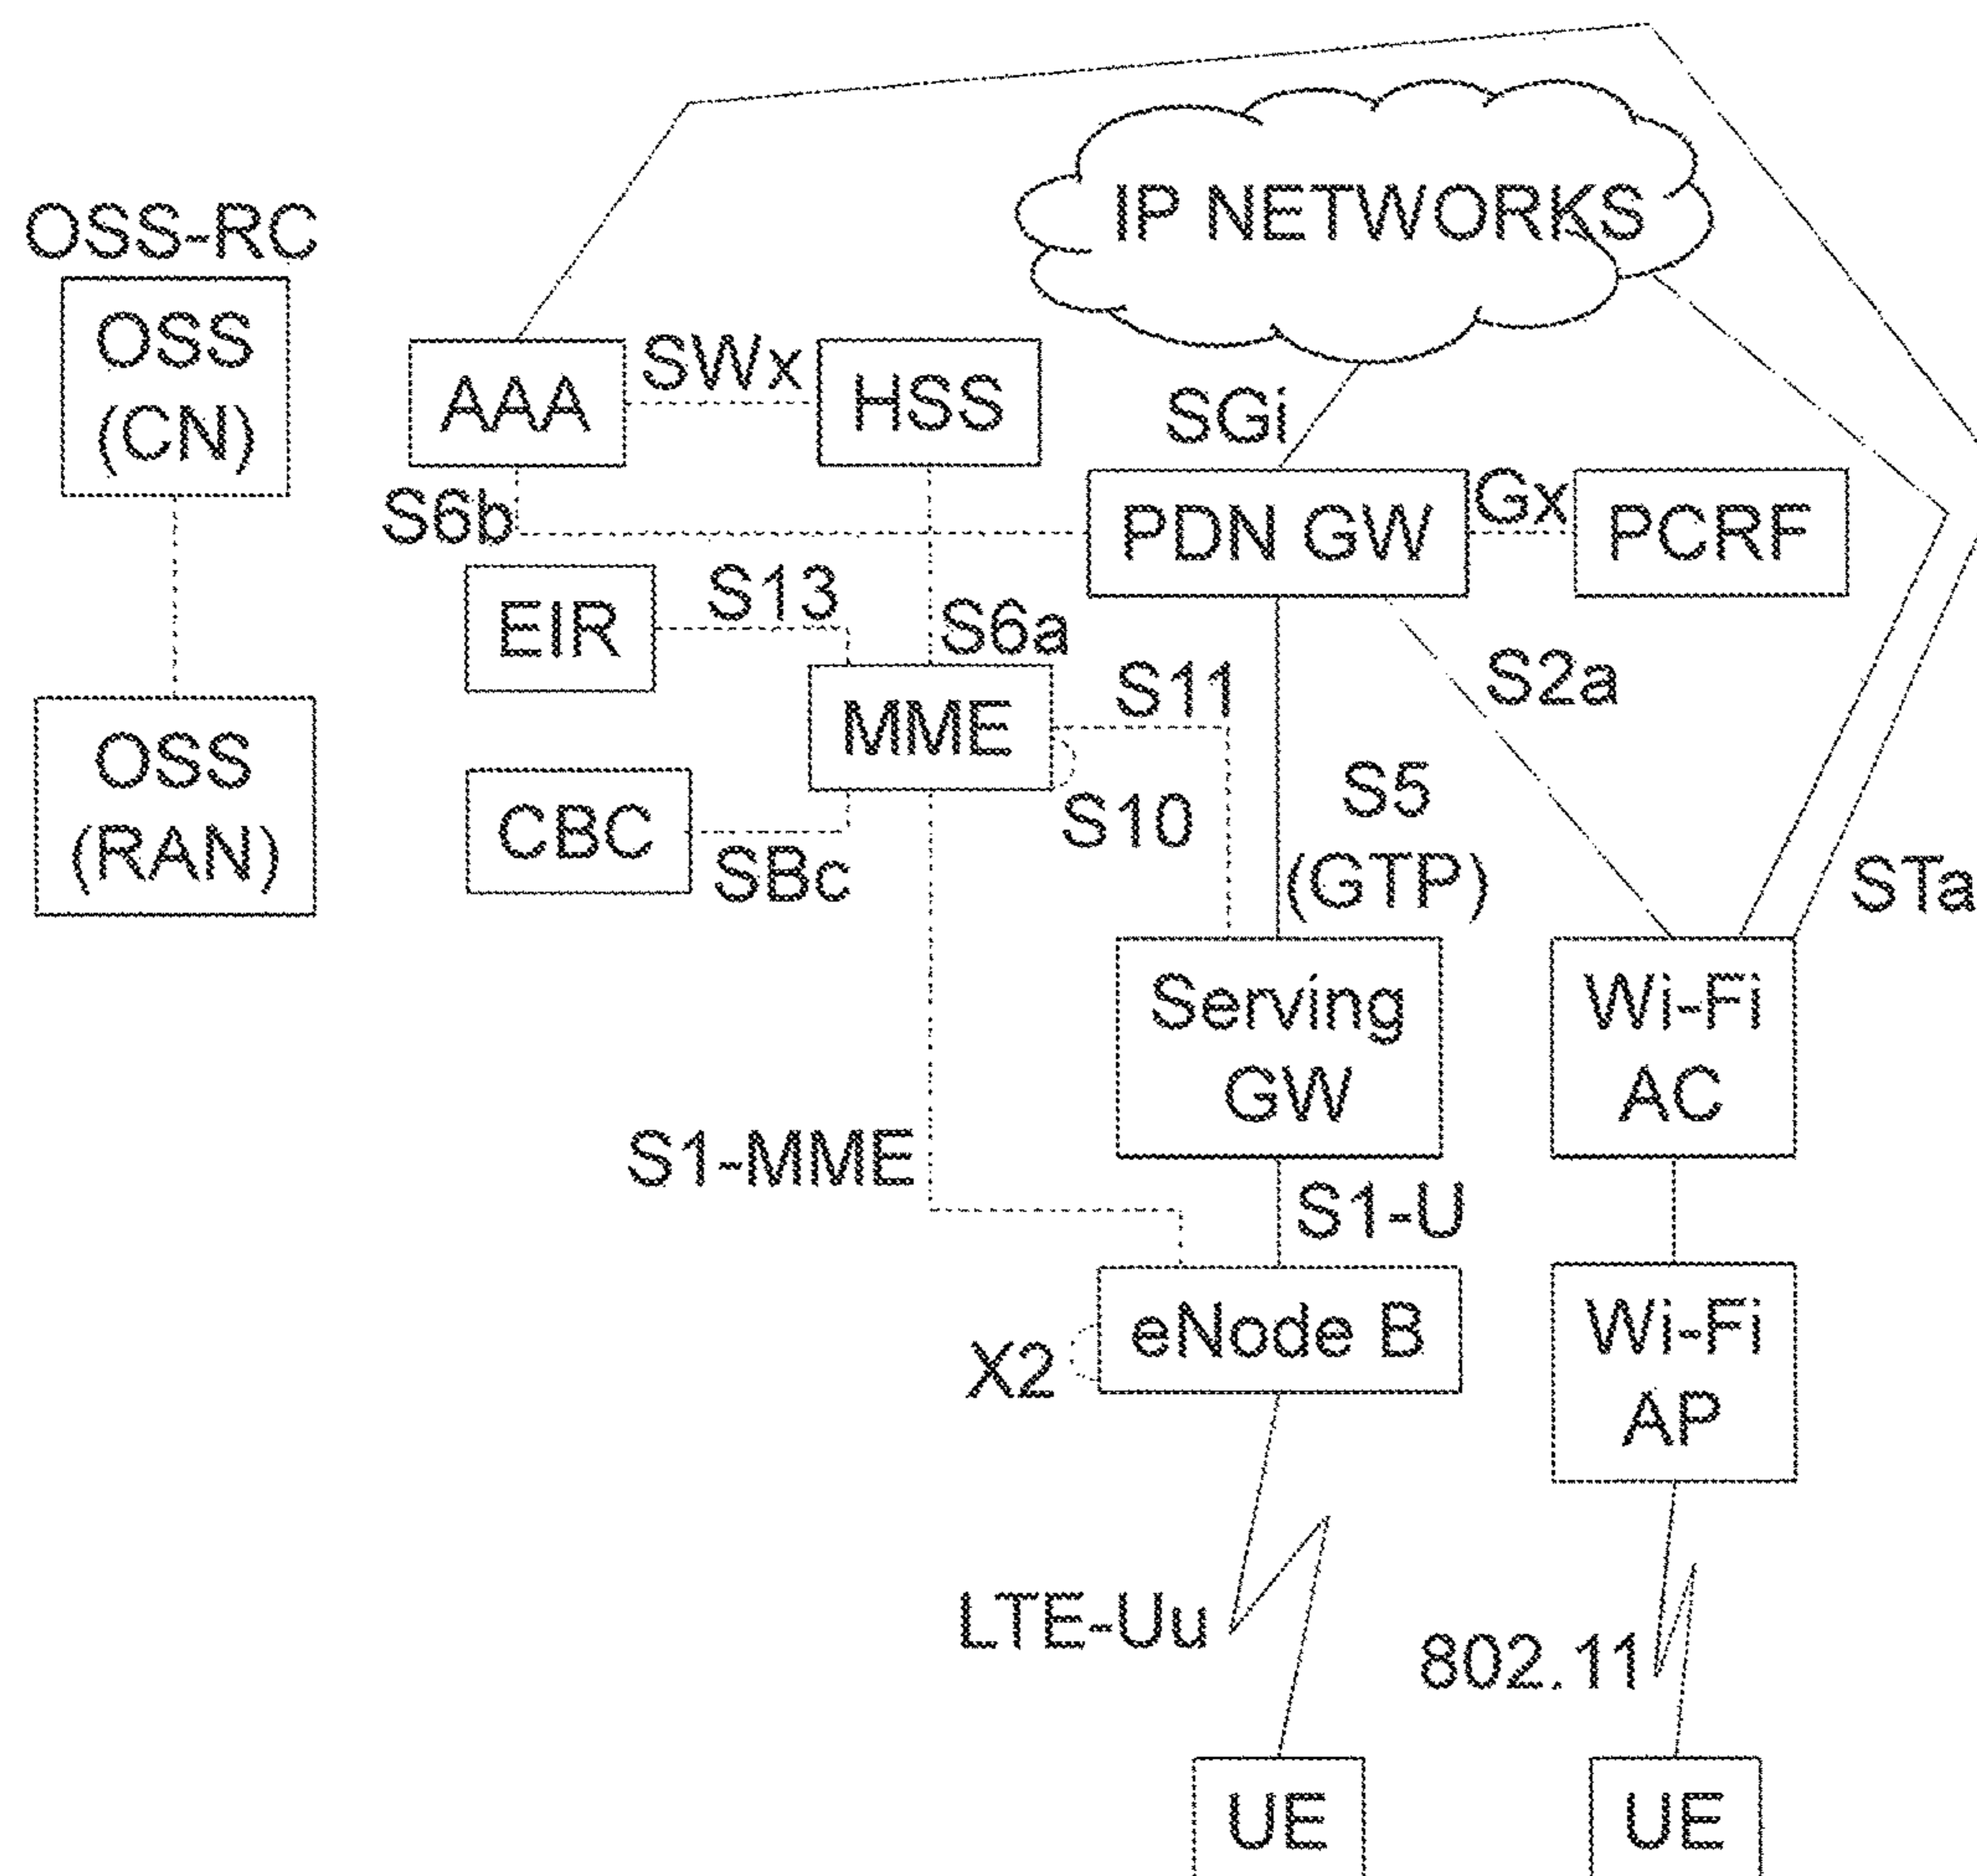 IP NETWORKS
OSS-RC
OSS
(CN)
AAA
SWx
HSS
SGi
S6b
PDN GW
Gx
PCRF
EIR
S13
S6a
S2a
OSS
(RAN)
MME
S11
S10
CBC
SBc
S5
(GTP)
STa
Serving
GW
Wi-Fi
AC
S1-MME
S1-U
eNode B
X2
Wi-Fi
AP
LTE-Uu
802.11
UE
UE